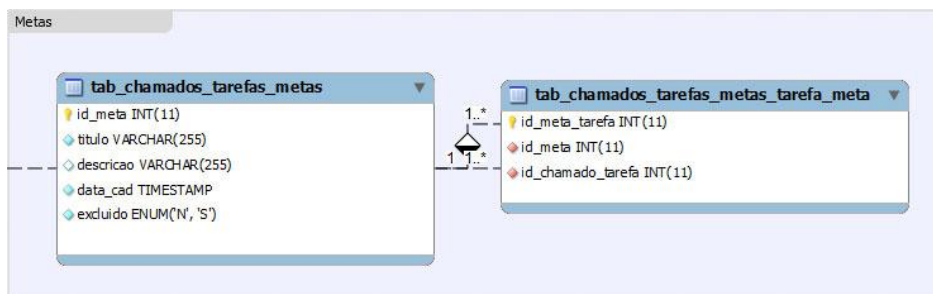 Metas
tab_chamados_tarefas_metas
id_meta INT(11)
titulo VARCHAR(255)
descricao VARCHAR(255)
data_cad TIMESTAMP
excluido ENUM('N', 'S')
1..*
1 1..*
tab_chamados_tarefas_metas_tarefa_meta
id_meta_tarefa INT(11)
id_meta INT(11)
id_chamado_tarefa INT(11)